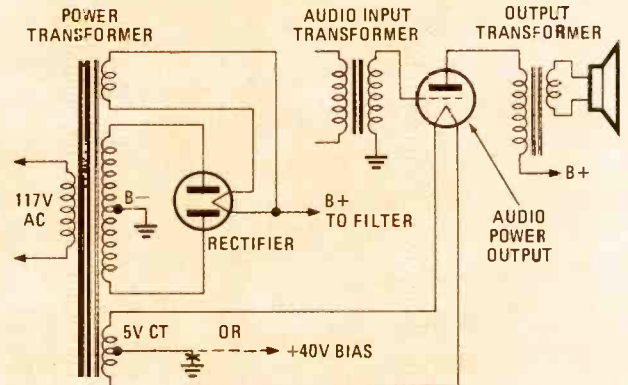 POWER
TRANSFORMER
AUDIO INPUT
TRANSFORMER
OUTPUT
TRANSFORMER
117V
AC
B-
RECTIFIER
B+
TO FILTER
B+
AUDIO
POWER
OUTPUT
5V CT OR +40V BIAS